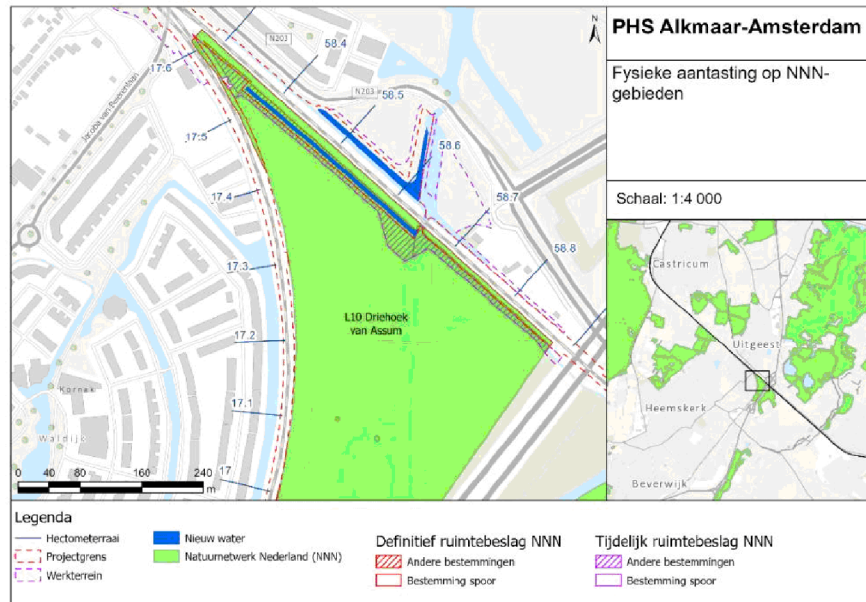 PHS Alkmaar-Amsterdam
Fysieke aantasting op NNN-
gebieden
Schaal: 1:4 000
N
N203
N203
58.4
58.5
58.6
58.7
58.8
17.6
17.5
17.4
17.3
17.2
17.1
17
L10 Driehoek
van Assum
Kornak
Waldijk
0 40 80 160 240
m
Castricum
Uitgeest
Heemskerk
Beverwijk
Legenda
Hectometerraai
Projectgrens
Werkterrein
Nieuw water
Natuurnetwerk Nederland (NNN)
Definitief ruimtebeslag NNN
Andere bestemmingen
Bestemming spoor
Tijdelijk ruimtebeslag NNN
Andere bestemmingen
Bestemming spoor